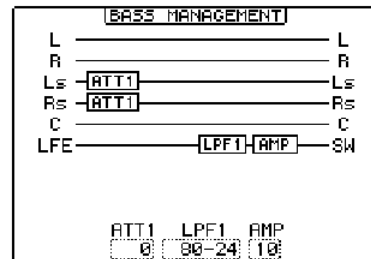 BASS MANAGEMENT
L L
R R
Ls ATT1 Ls
Rs ATT1 Rs
C C
LFE LPF1 AMP SW
ATT1 LPF1 AMP
0 80-24 10